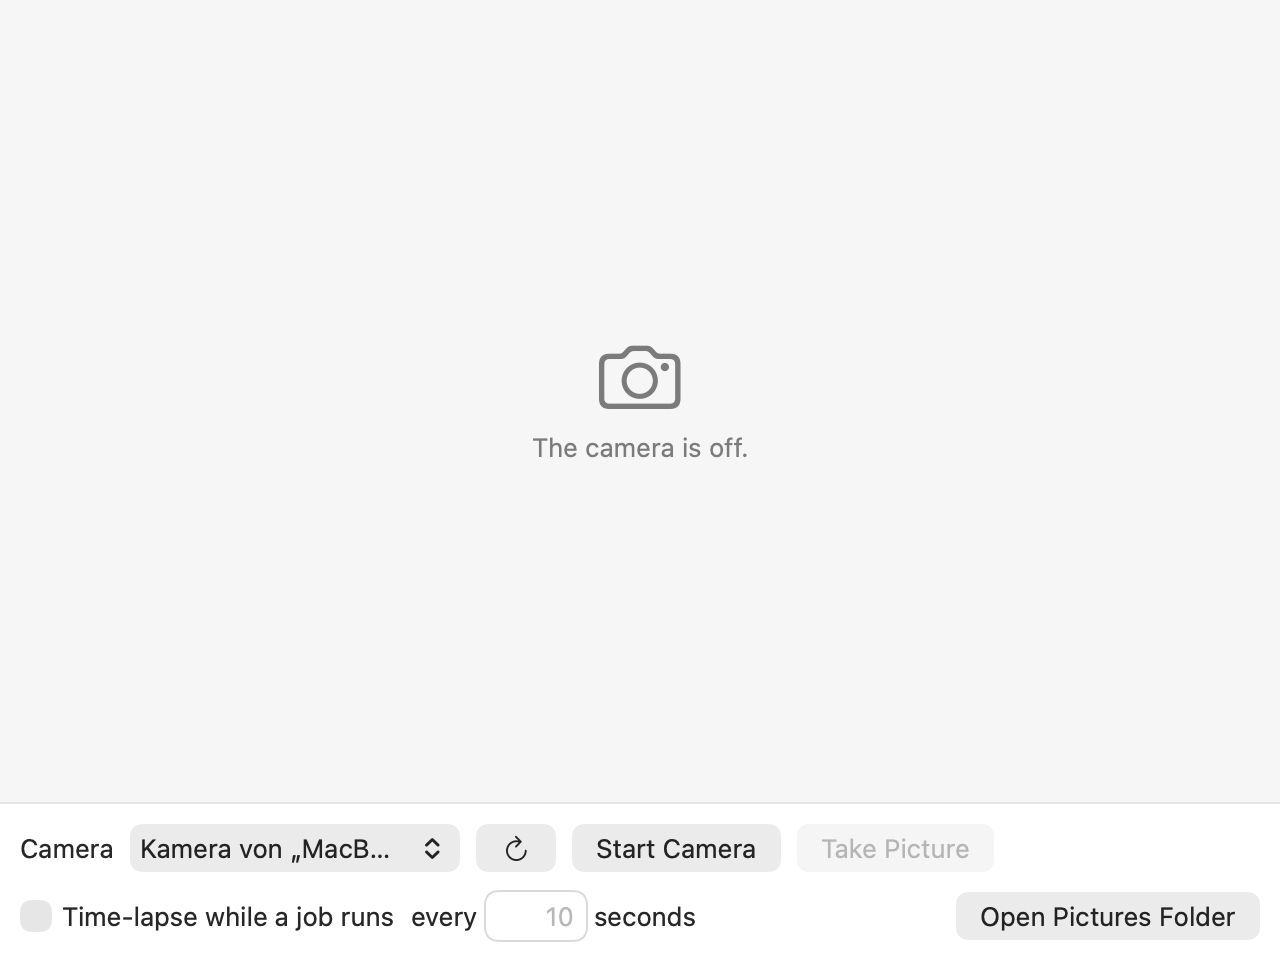 The camera is off.
Camera Kamera von „MacB... Start Camera Take Picture
Time-lapse while a job runs every 10 seconds Open Pictures Folder